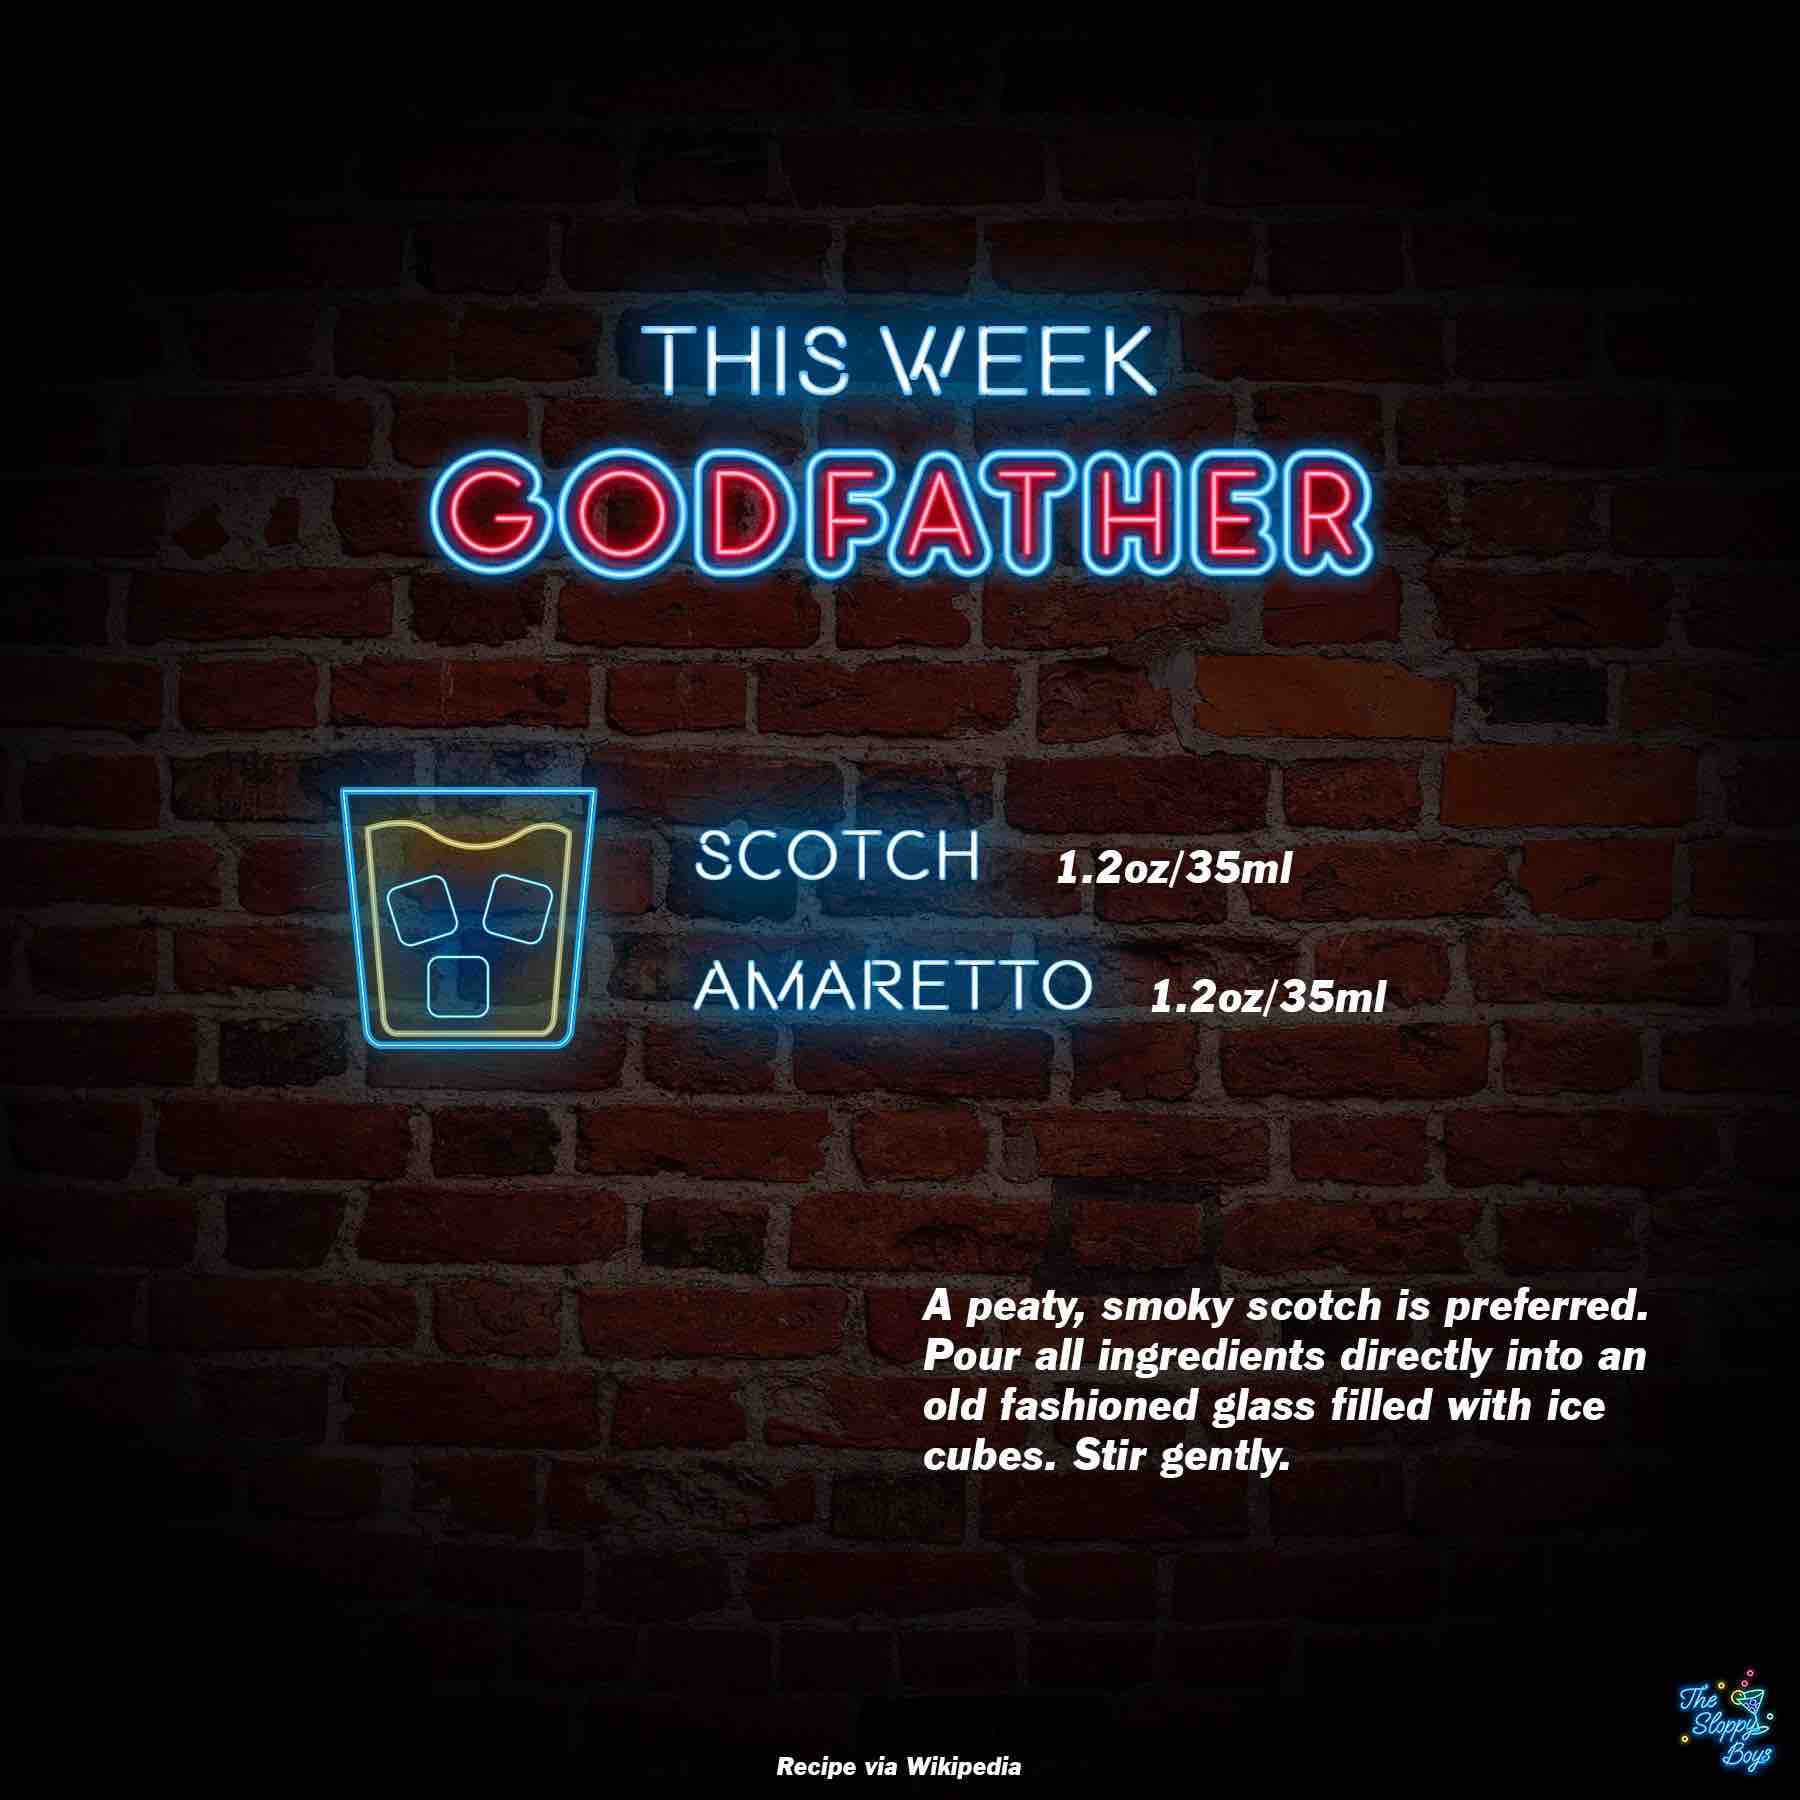 THIS WEEK
GODFATHER
SCOTCH 1.2oz/35ml
AMARETTO 1.2oz/35ml
A peaty, smoky scotch is preferred.
Pour all ingredients directly into an
old fashioned glass filled with ice
cubes. Stir gently.
The
Sloppy
Boys
Recipe via Wikipedia